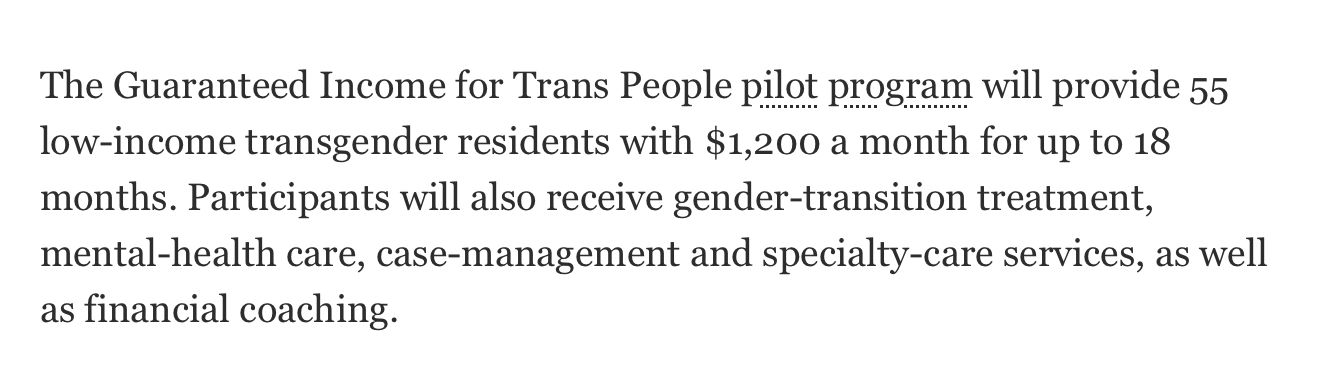 The Guaranteed Income for Trans People pilot program will provide 55
low-income transgender residents with $1,200 a month for up to 18
months. Participants will also receive gender-transition treatment,
mental-health care, case-management and specialty-care services, as well
as financial coaching.